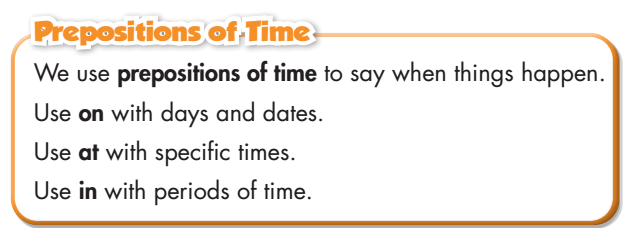 Prepositions of Time
We use prepositions of time to say when things happen.
Use on with days and dates.
Use at with specific times.
Use in with periods of time.